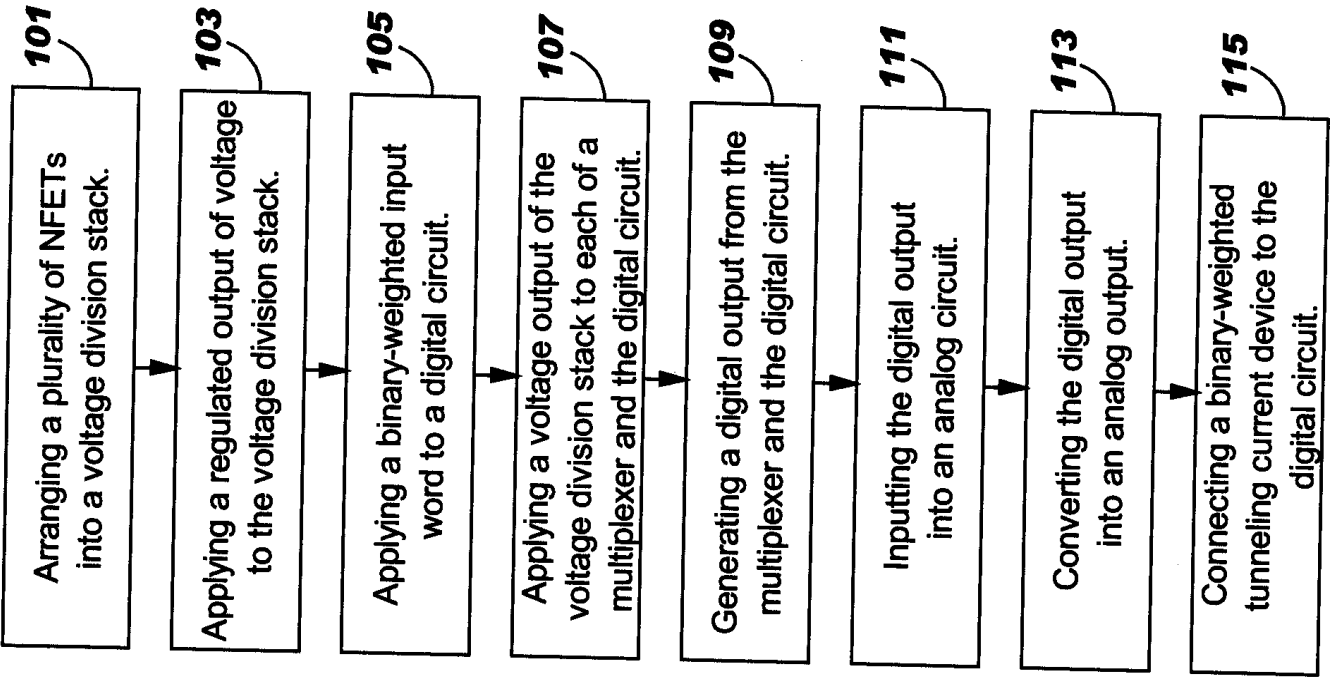 101
Arranging a plurality of NFETs
into a voltage division stack.
103
Applying a regulated output of voltage
to the voltage division stack.
105
Applying a binary-weighted input
word to a digital circuit.
107
Applying a voltage output of the
voltage division stack to each of a
multiplexer and the digital circuit.
109
Generating a digital output from the
multiplexer and the digital circuit.
111
Inputting the digital output
into an analog circuit.
113
Converting the digital output
into an analog output.
115
Connecting a binary-weighted
tunneling current device to the
digital circuit.